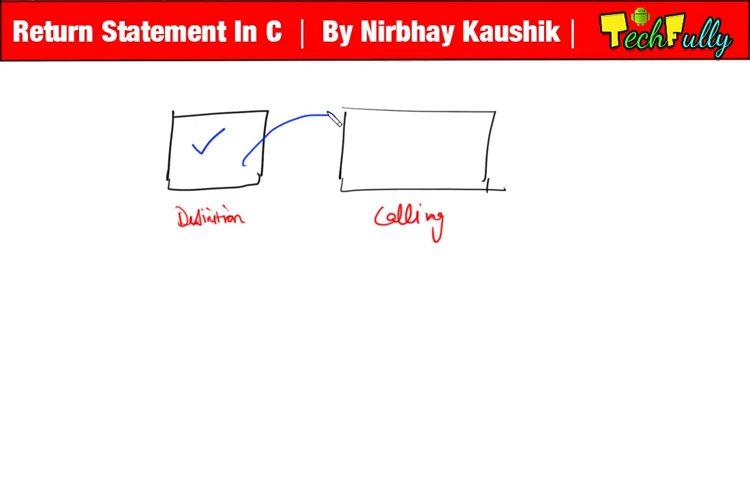 Return Statement In C | By Nirbhay Kaushik |
TechFully
Definition
Calling